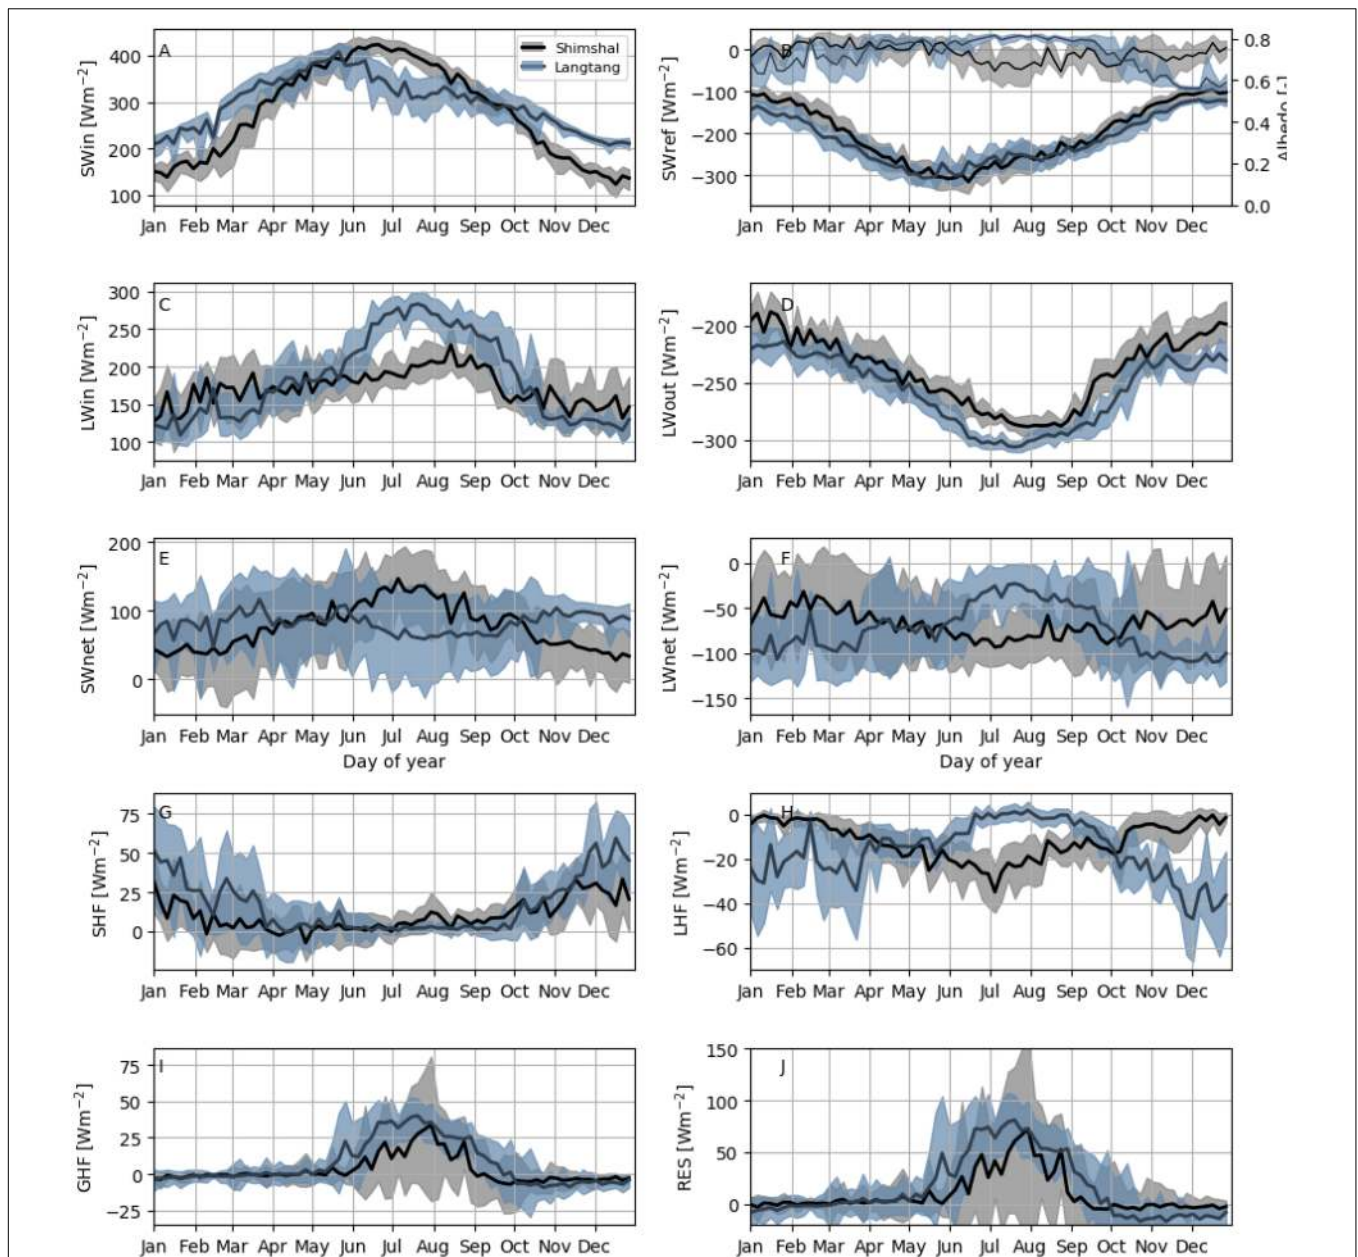 A
Shimshal
Langtang
SWin [Wm−2]
400
300
200
100
Jan Feb Mar Apr May Jun Jul Aug Sep Oct Nov Dec
B
SWref [Wm−2]
0
−100
−200
−300
0.8
0.6
0.4
0.2
0.0
Albedo [-]
Jan Feb Mar Apr May Jun Jul Aug Sep Oct Nov Dec
C
LWin [Wm−2]
300
250
200
150
100
Jan Feb Mar Apr May Jun Jul Aug Sep Oct Nov Dec
D
LWout [Wm−2]
−200
−250
−300
Jan Feb Mar Apr May Jun Jul Aug Sep Oct Nov Dec
E
SWnet [Wm−2]
200
100
0
Jan Feb Mar Apr May Jun Jul Aug Sep Oct Nov Dec
Day of year
F
LWnet [Wm−2]
0
−50
−100
−150
Jan Feb Mar Apr May Jun Jul Aug Sep Oct Nov Dec
Day of year
G
SHF [Wm−2]
75
50
25
0
Jan Feb Mar Apr May Jun Jul Aug Sep Oct Nov Dec
H
LHF [Wm−2]
0
−20
−40
−60
Jan Feb Mar Apr May Jun Jul Aug Sep Oct Nov Dec
I
GHF [Wm−2]
75
50
25
0
−25
Jan Feb Mar Apr May Jun Jul Aug Sep Oct Nov Dec
J
RES [Wm−2]
150
100
50
0
Jan Feb Mar Apr May Jun Jul Aug Sep Oct Nov Dec